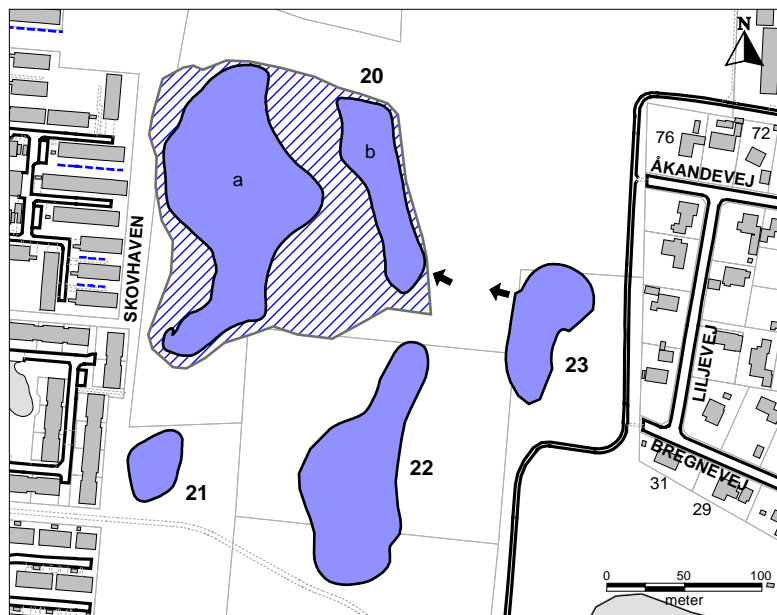 N
20
76
72
b
a
ÅKANDEVEJ
SKOVHAVEN
LILJEVEJ
23
BREGNEVEJ
22
21
31
29
0
50
100
meter